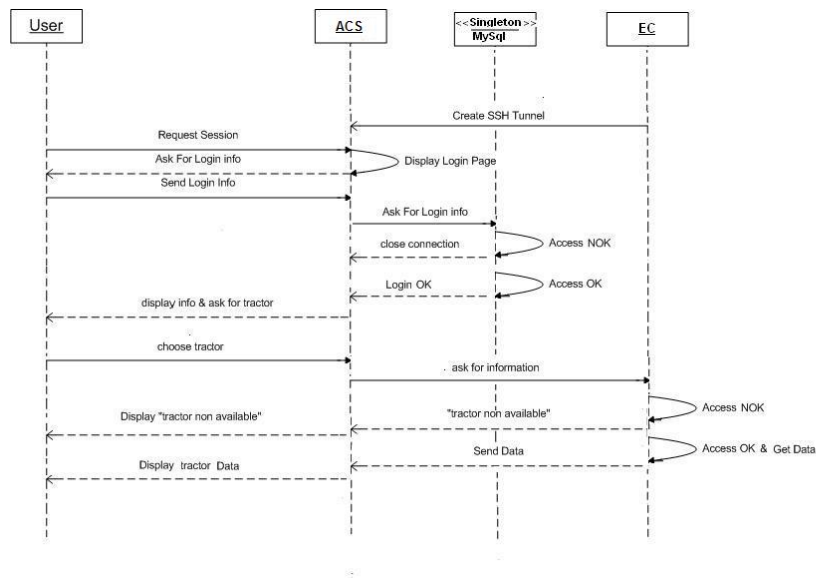 User
ACS
<<Singleton>>
MySql
EC
Create SSH Tunnel
Request Session
Ask For Login info
Display Login Page
Send Login Info
Ask For Login info
Access NOK
close connection
Access OK
Login OK
display info & ask for tractor
choose tractor
ask for information
Access NOK
"tractor non available"
Display "tractor non available"
Access OK & Get Data
Send Data
Display tractor Data